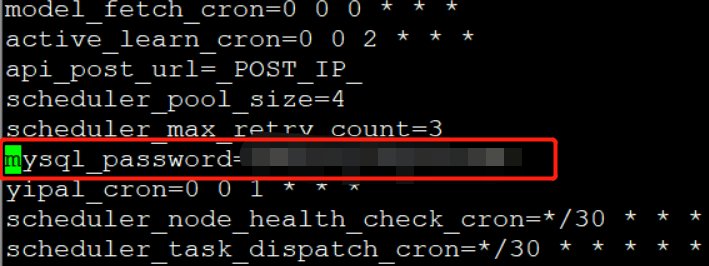 model_fetch_cron=0 0 0 * * *
active_learn_cron=0 0 2 * * *
api_post_url=_POST_IP_
scheduler_pool_size=4
scheduler_max_retry_count=3
mysql_password=
yipal_cron=0 0 1 * * *
scheduler_node_health_check_cron=*/30 * * *
scheduler_task_dispatch_cron=*/30 * * * * *